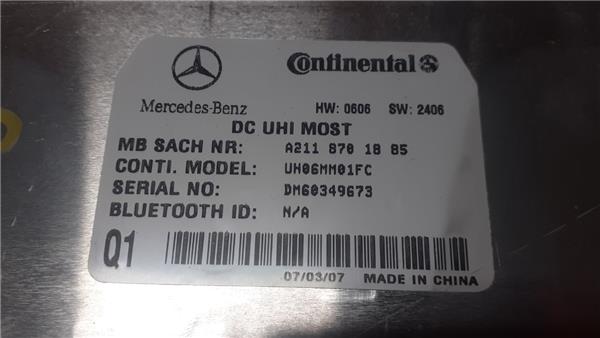 Continental
Mercedes-Benz HW: 0606 SW: 2406
DC UHI MOST
MB SACH NR: A211 870 18 85
CONTI. MODEL: UH06MM01FC
SERIAL NO: DM60349673
BLUETOOTH ID: N/A
Q1
07/03/07 MADE IN CHINA